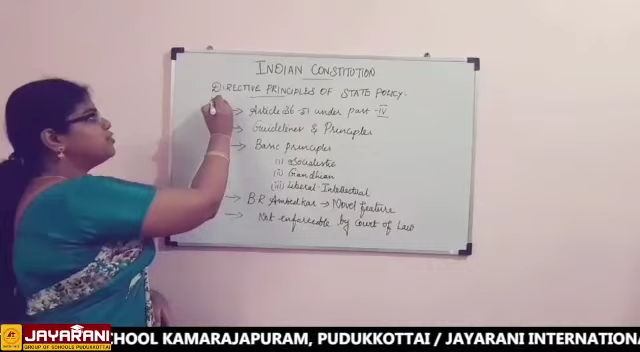 INDIAN CONSTITUTION
DIRECTIVE PRINCIPLES OF STATE POLICY.
→ Article 36-51 under part - IV
→ Guidelines & Principles
→ Basic principles
(i) Socialistic
(ii) Gandhian
(iii) Liberal-Intellectual
→ B.R Ambedkar → Novel feature
→ Not enforceable by Court of Law
JAYARANI
GROUP OF SCHOOLS PUDUKKOTTAI
CHOOL KAMARAJAPURAM, PUDUKKOTTAI / JAYARANI INTERNATIONA